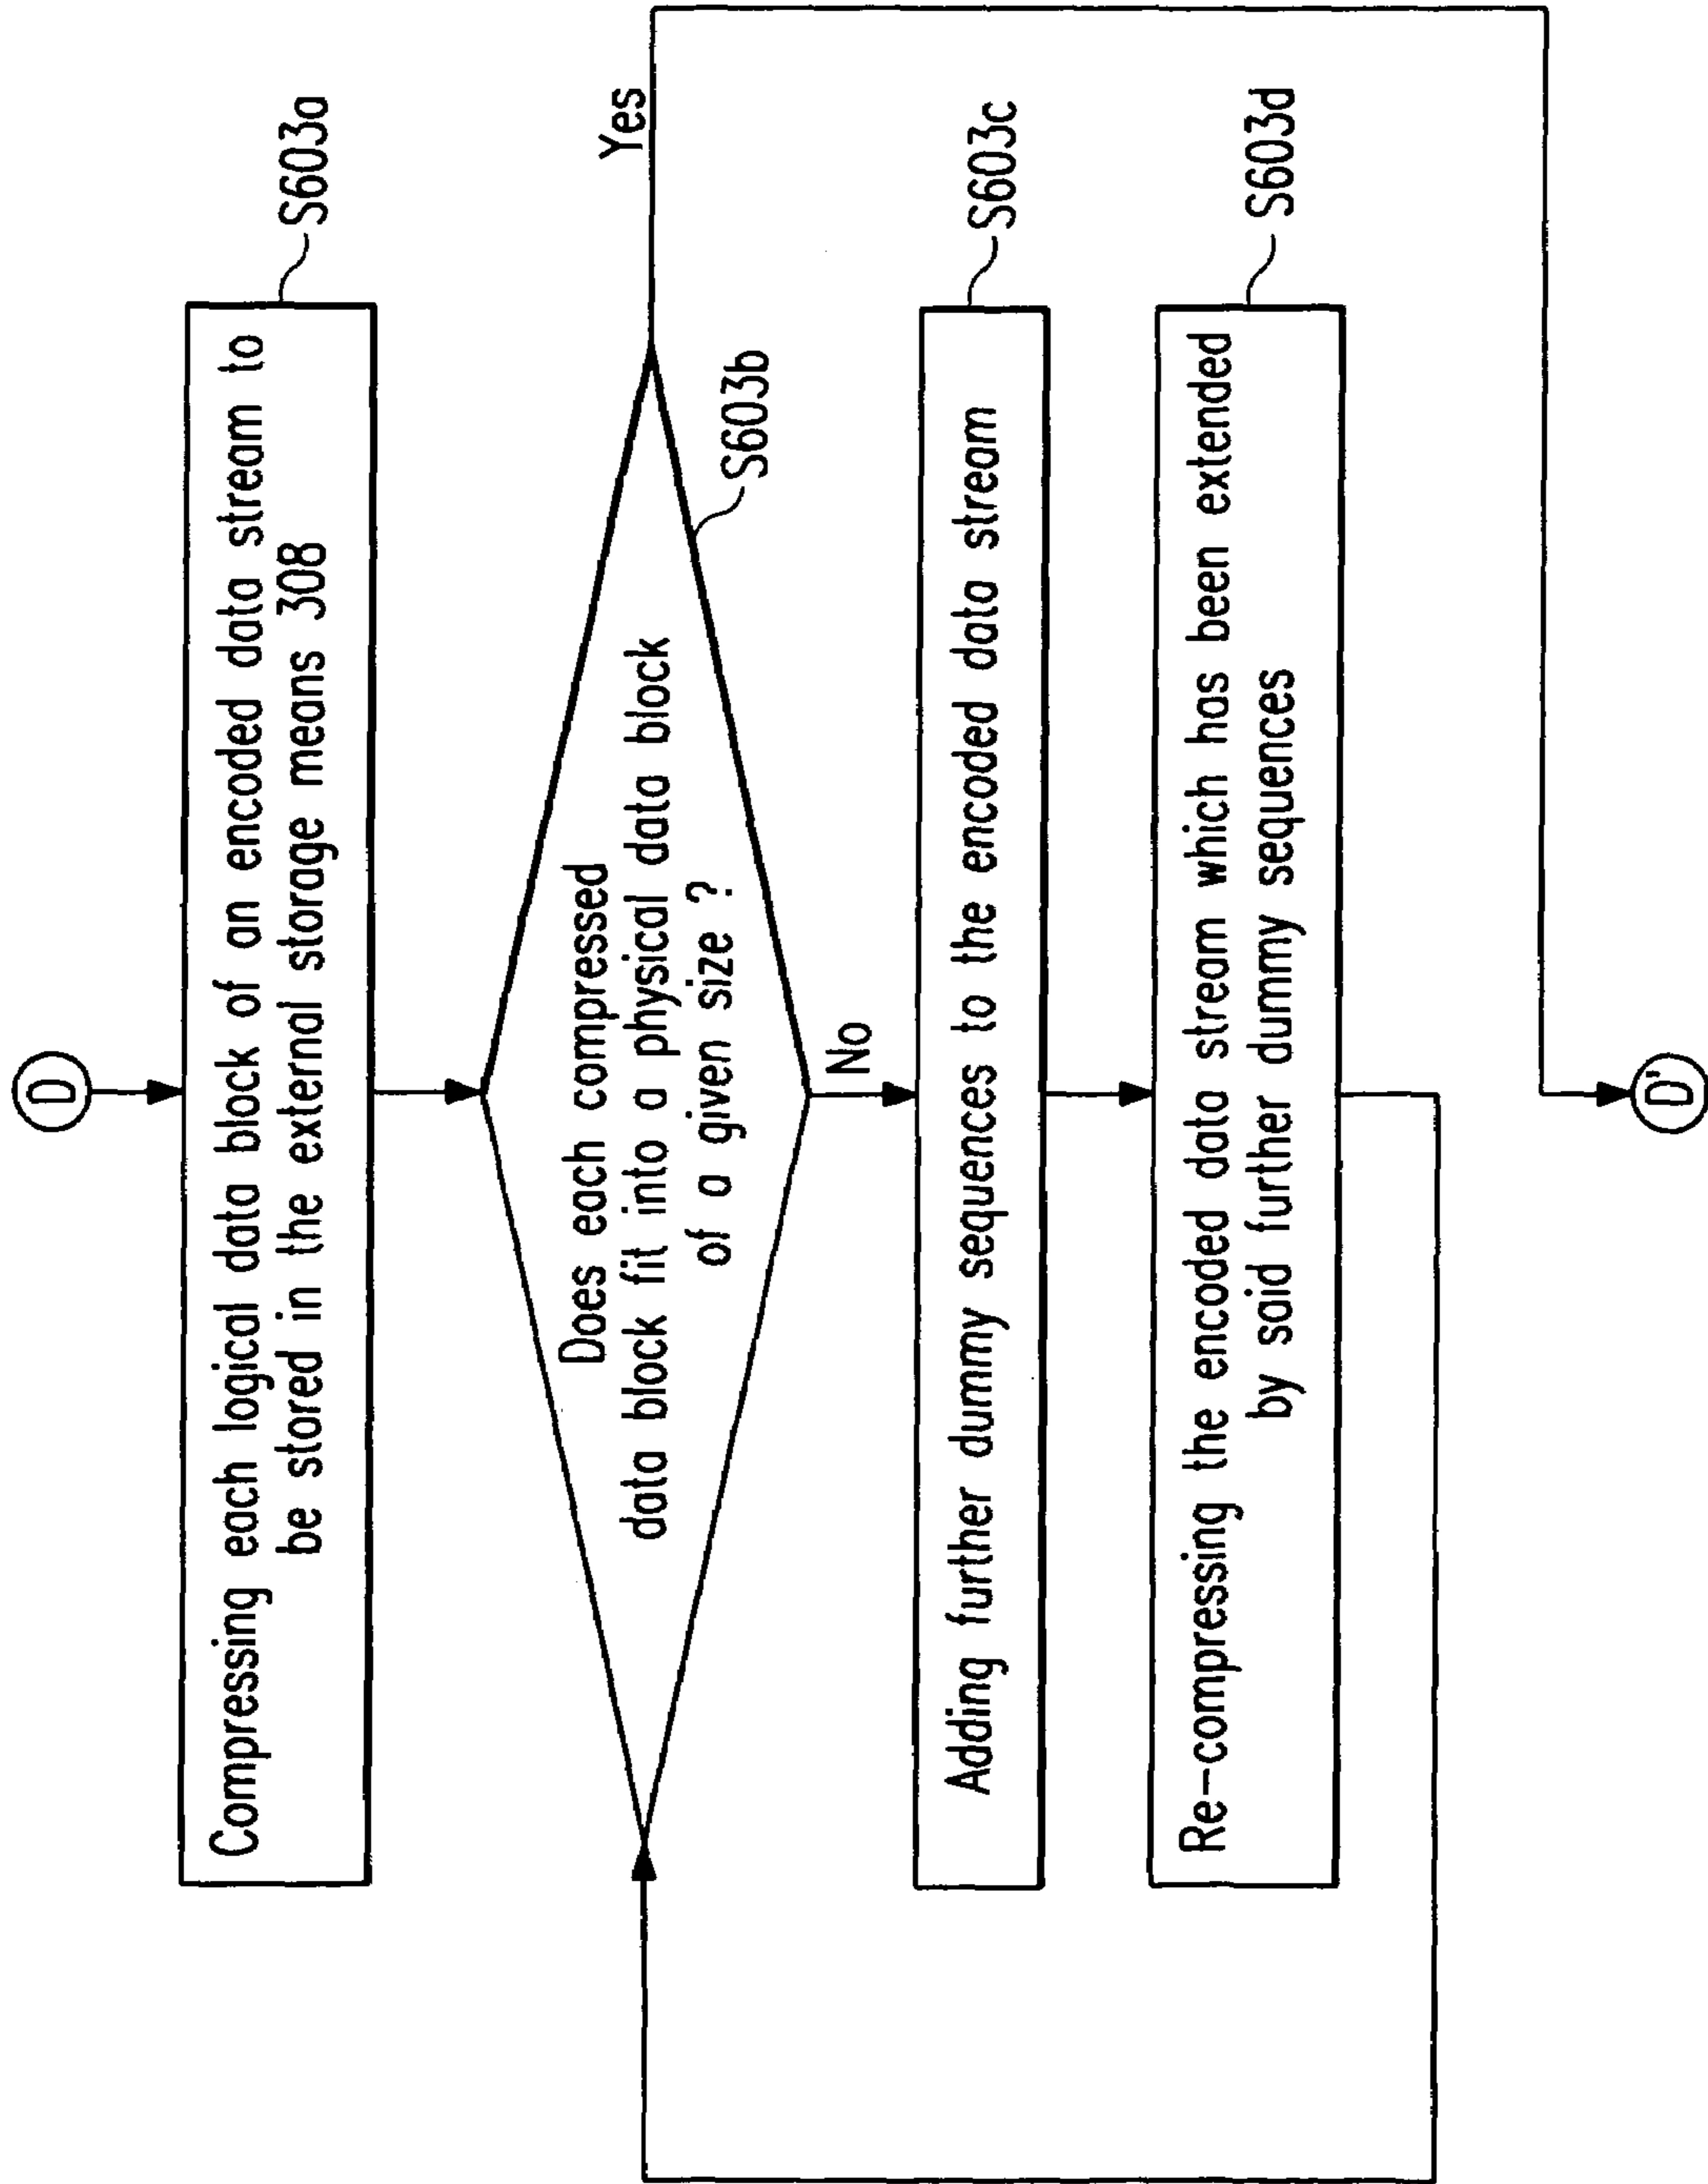 D
Compressing each logical data block of an encoded data stream to
be stored in the external storage means 308
S603a
Does each compressed
data block fit into a physical data block
of a given size ?
S603b
Yes
No
Adding further dummy sequences to the encoded data stream
S603c
Re-compressing the encoded data stream which has been extended
by said further dummy sequences
S603d
D'